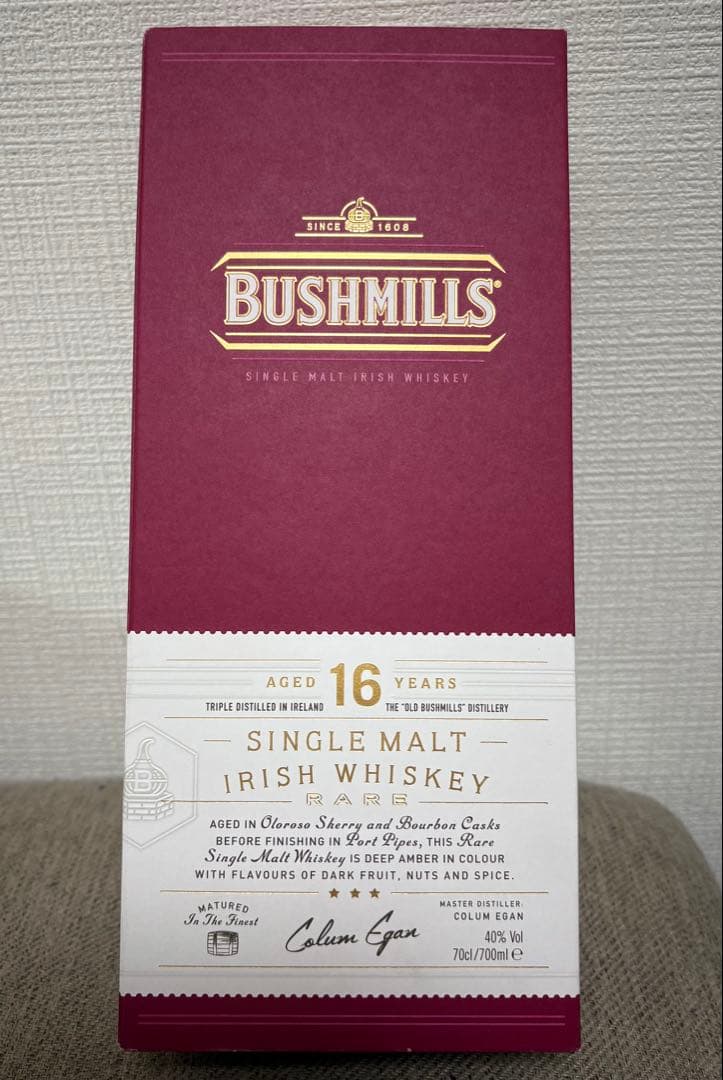 SINCE 1608
BUSHMILLS®
SINGLE MALT IRISH WHISKEY
AGED 16 YEARS
TRIPLE DISTILLED IN IRELAND THE "OLD BUSHMILLS" DISTILLERY
SINGLE MALT
IRISH WHISKEY
RARE
B
AGED IN Oloroso Sherry and Bourbon Casks
BEFORE FINISHING IN Port Pipes, THIS Rare
Single Malt Whiskey IS DEEP AMBER IN COLOUR
WITH FLAVOURS OF DARK FRUIT, NUTS AND SPICE.
MATURED
In The Finest
Colum Egan
MASTER DISTILLER:
COLUM EGAN
40% Vol
70cl/700ml ℮